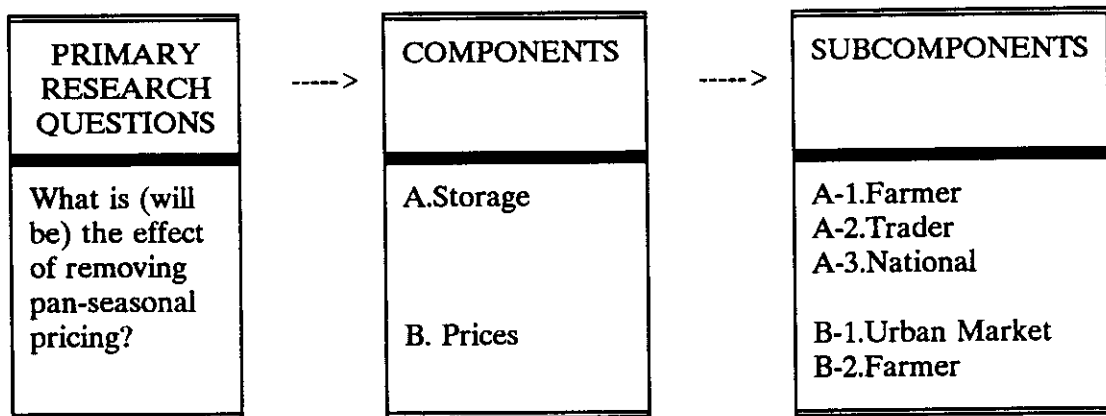 PRIMARY
RESEARCH
QUESTIONS
----->
COMPONENTS
----->
SUBCOMPONENTS
What is (will
be) the effect
of removing
pan-seasonal
pricing?
A.Storage
B. Prices
A-1.Farmer
A-2.Trader
A-3.National
B-1.Urban Market
B-2.Farmer